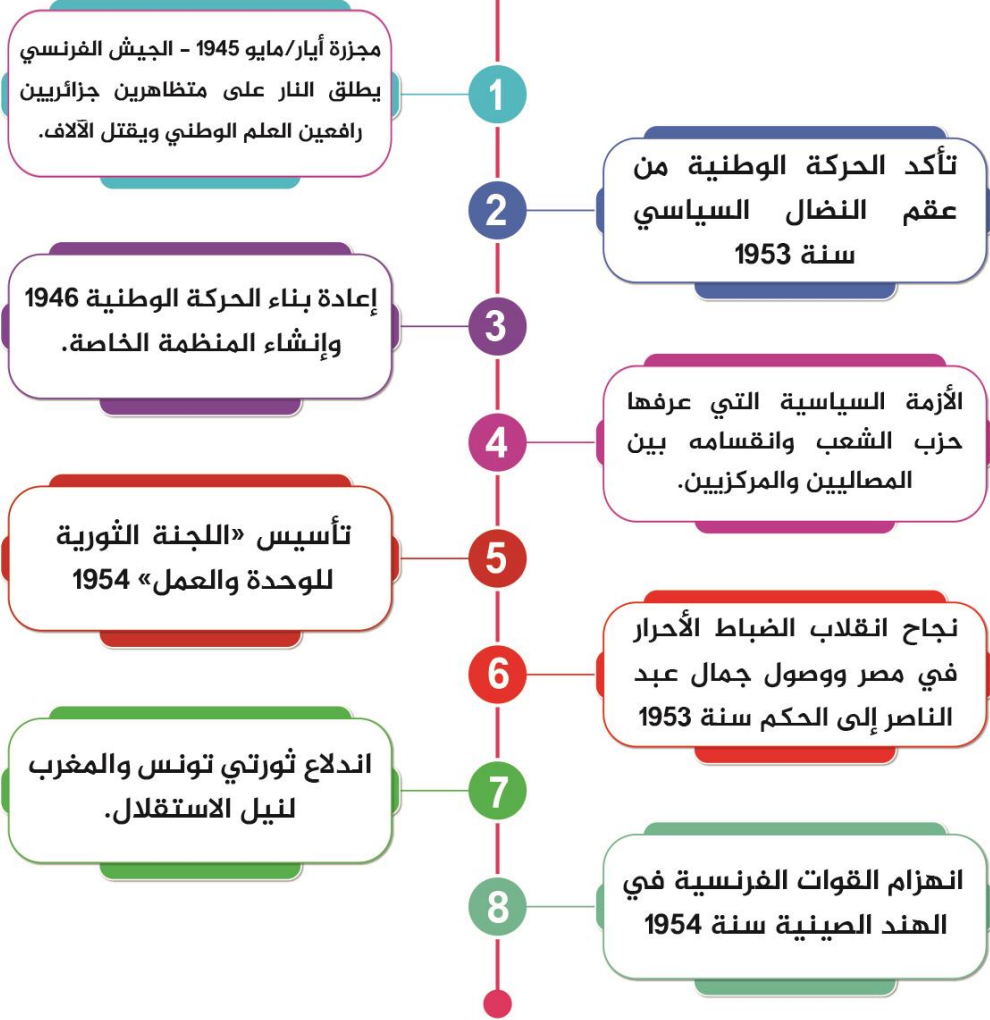 مجزرة أيار/مايو 1945 – الجيش الفرنسي
يطلق النار على متظاهرين جزائريين
رافعين العلم الوطني ويقتل الآلاف.
1
تأكد الحركة الوطنية من
عقم النضال السياسي
سنة 1953
2
إعادة بناء الحركة الوطنية 1946
وإنشاء المنظمة الخاصة.
3
الأزمة السياسية التي عرفها
حزب الشعب وانقسامه بين
المصاليين والمركزيين.
4
تأسيس «اللجنة الثورية
للوحدة والعمل» 1954
5
نجاح انقلاب الضباط الأحرار
في مصر ووصول جمال عبد
الناصر إلى الحكم سنة 1953
6
اندلاع ثورتي تونس والمغرب
لنيل الاستقلال.
7
انهزام القوات الفرنسية في
الهند الصينية سنة 1954
8